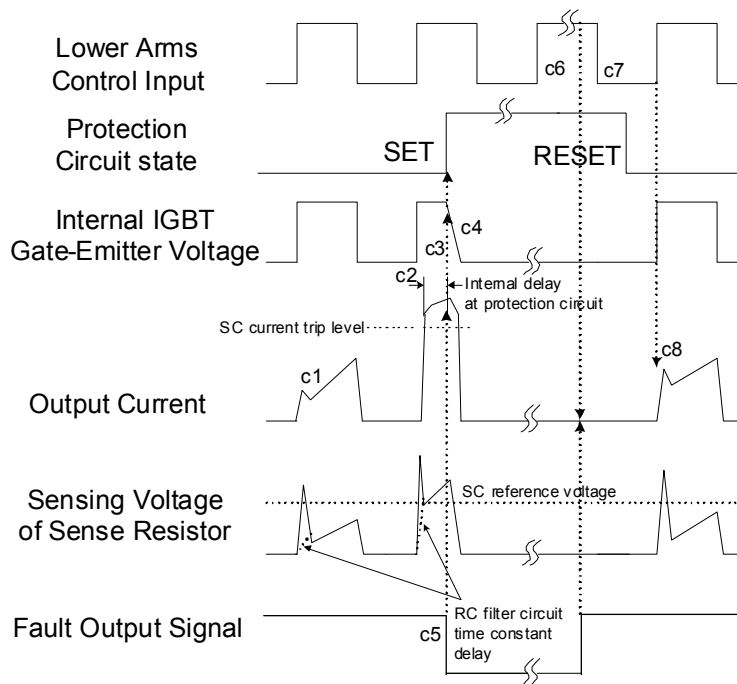 Lower Arms
Control Input
c6
c7
Protection
Circuit state
SET
RESET
Internal IGBT
Gate-Emitter Voltage
c3
c4
c2
Internal delay
at protection circuit
SC current trip level
c1
c8
Output Current
Sensing Voltage
of Sense Resistor
SC reference voltage
Fault Output Signal
c5
RC filter circuit
time constant
delay